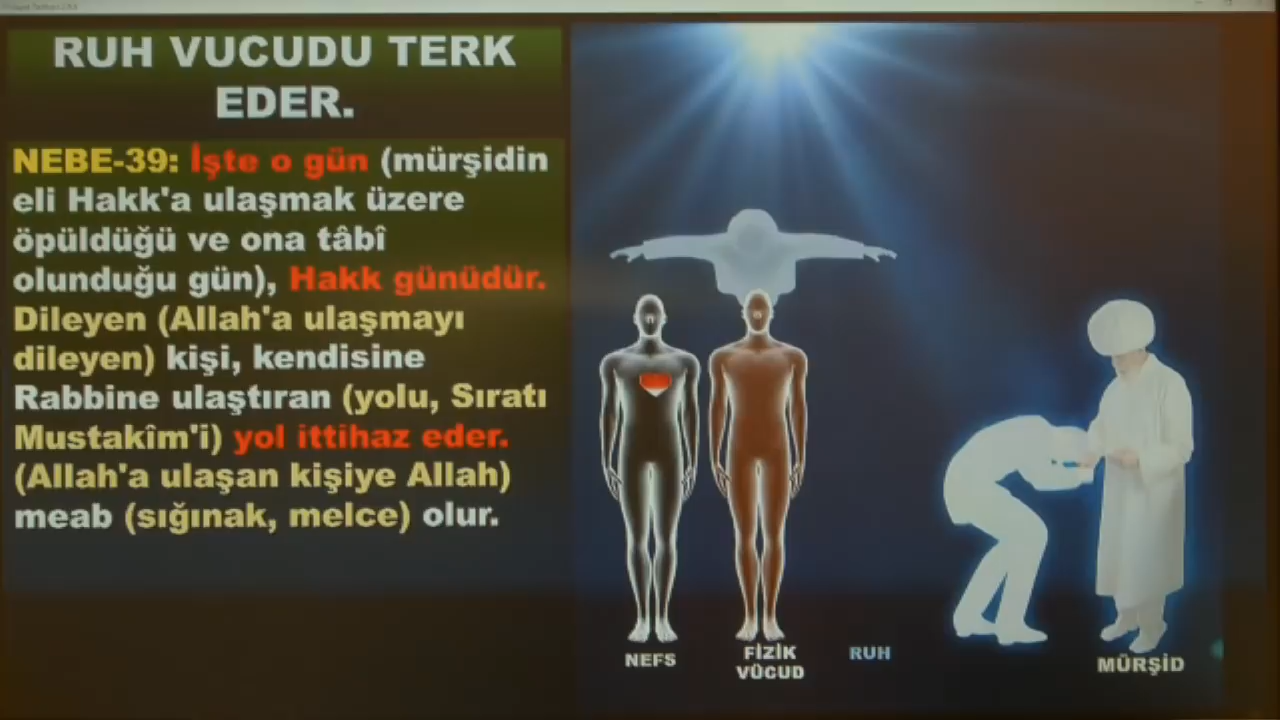 RUH VUCUDU TERK
EDER.
NEBE-39: İşte o gün (mürşidin
eli Hakk'a ulaşmak üzere
öpüldüğü ve ona tâbî
olunduğu gün), Hakk günüdür.
Dileyen (Allah'a ulaşmayı
dileyen) kişi, kendisine
Rabbine ulaştıran (yolu, Sıratı
Mustakîm'i) yol ittihaz eder.
(Allah'a ulaşan kişiye Allah)
meab (sığınak, melce) olur.
NEFS
FİZİK
VÜCUD
RUH
MÜRŞİD